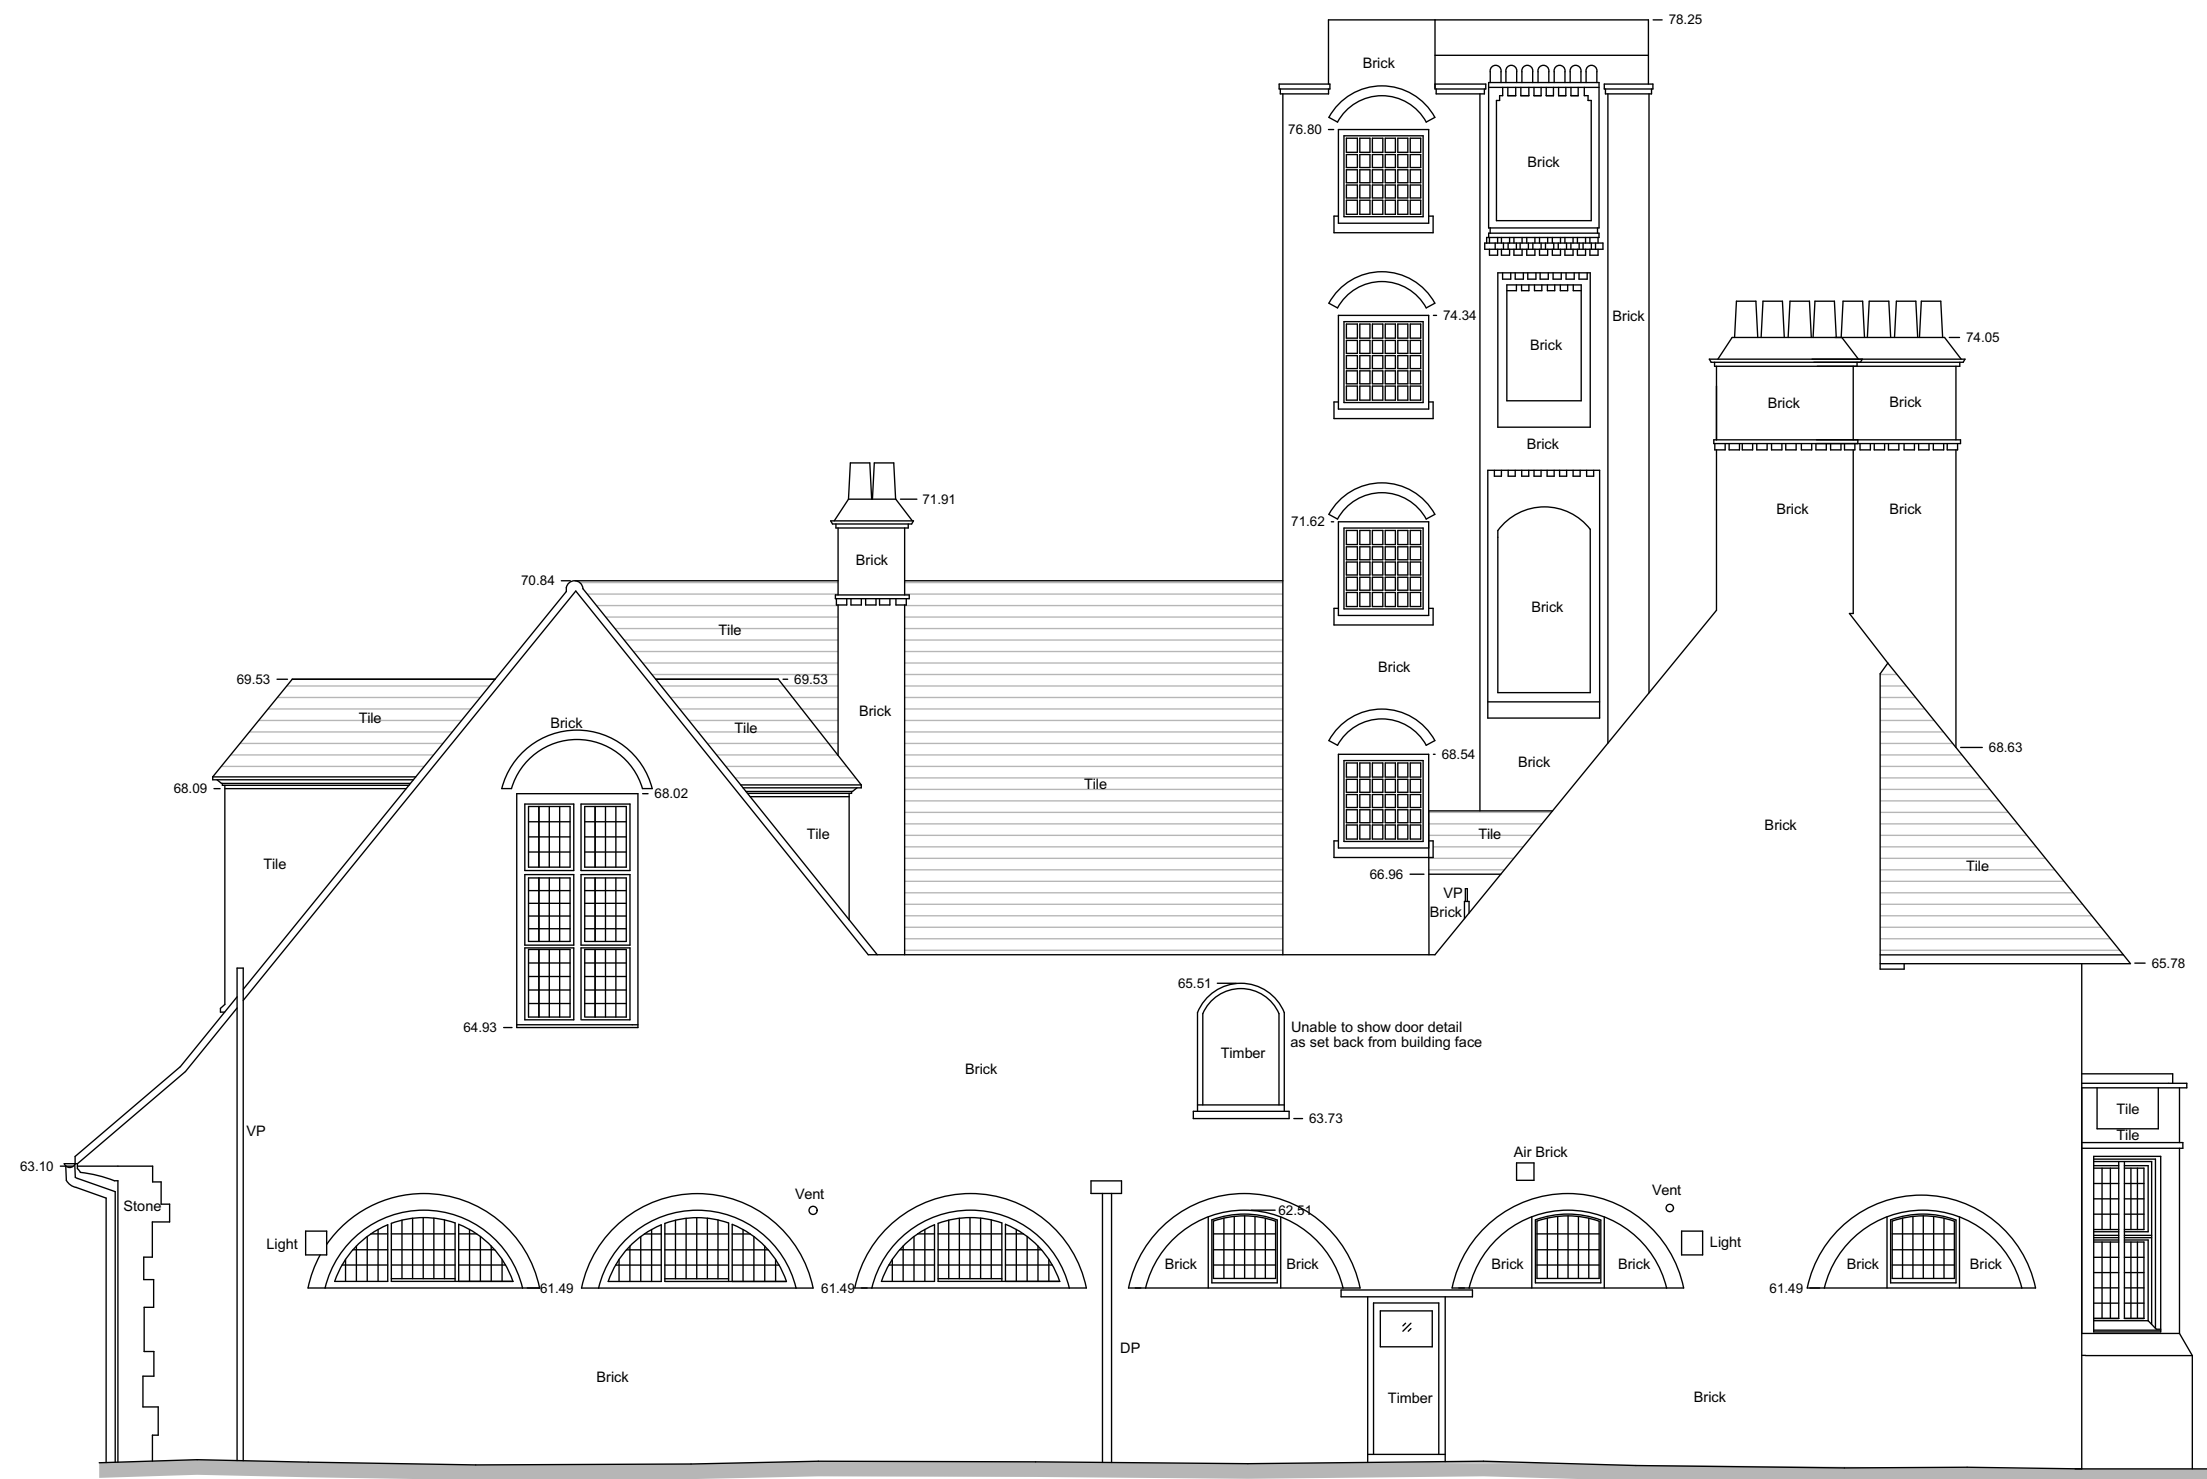 78.25
Brick
76.80
Brick
74.34
Brick
Brick
74.05
Brick
Brick
Brick
71.91
Brick
Brick
71.62
Brick
70.84
Brick
Tile
Brick
69.53
69.53
Tile
Brick
Brick
Tile
68.63
68.54
Brick
Tile
68.09
68.02
Brick
Tile
Tile
Tile
Tile
66.96
VP
Brick
65.78
65.51
64.93
Unable to show door detail
as set back from building face
Timber
Brick
63.73
Tile
Tile
VP
63.10
Air Brick
Stone
Vent
Vent
62.51
Light
Light
Brick
Brick
Brick
Brick
Brick
Brick
61.49
61.49
61.49
DP
Brick
Timber
Brick